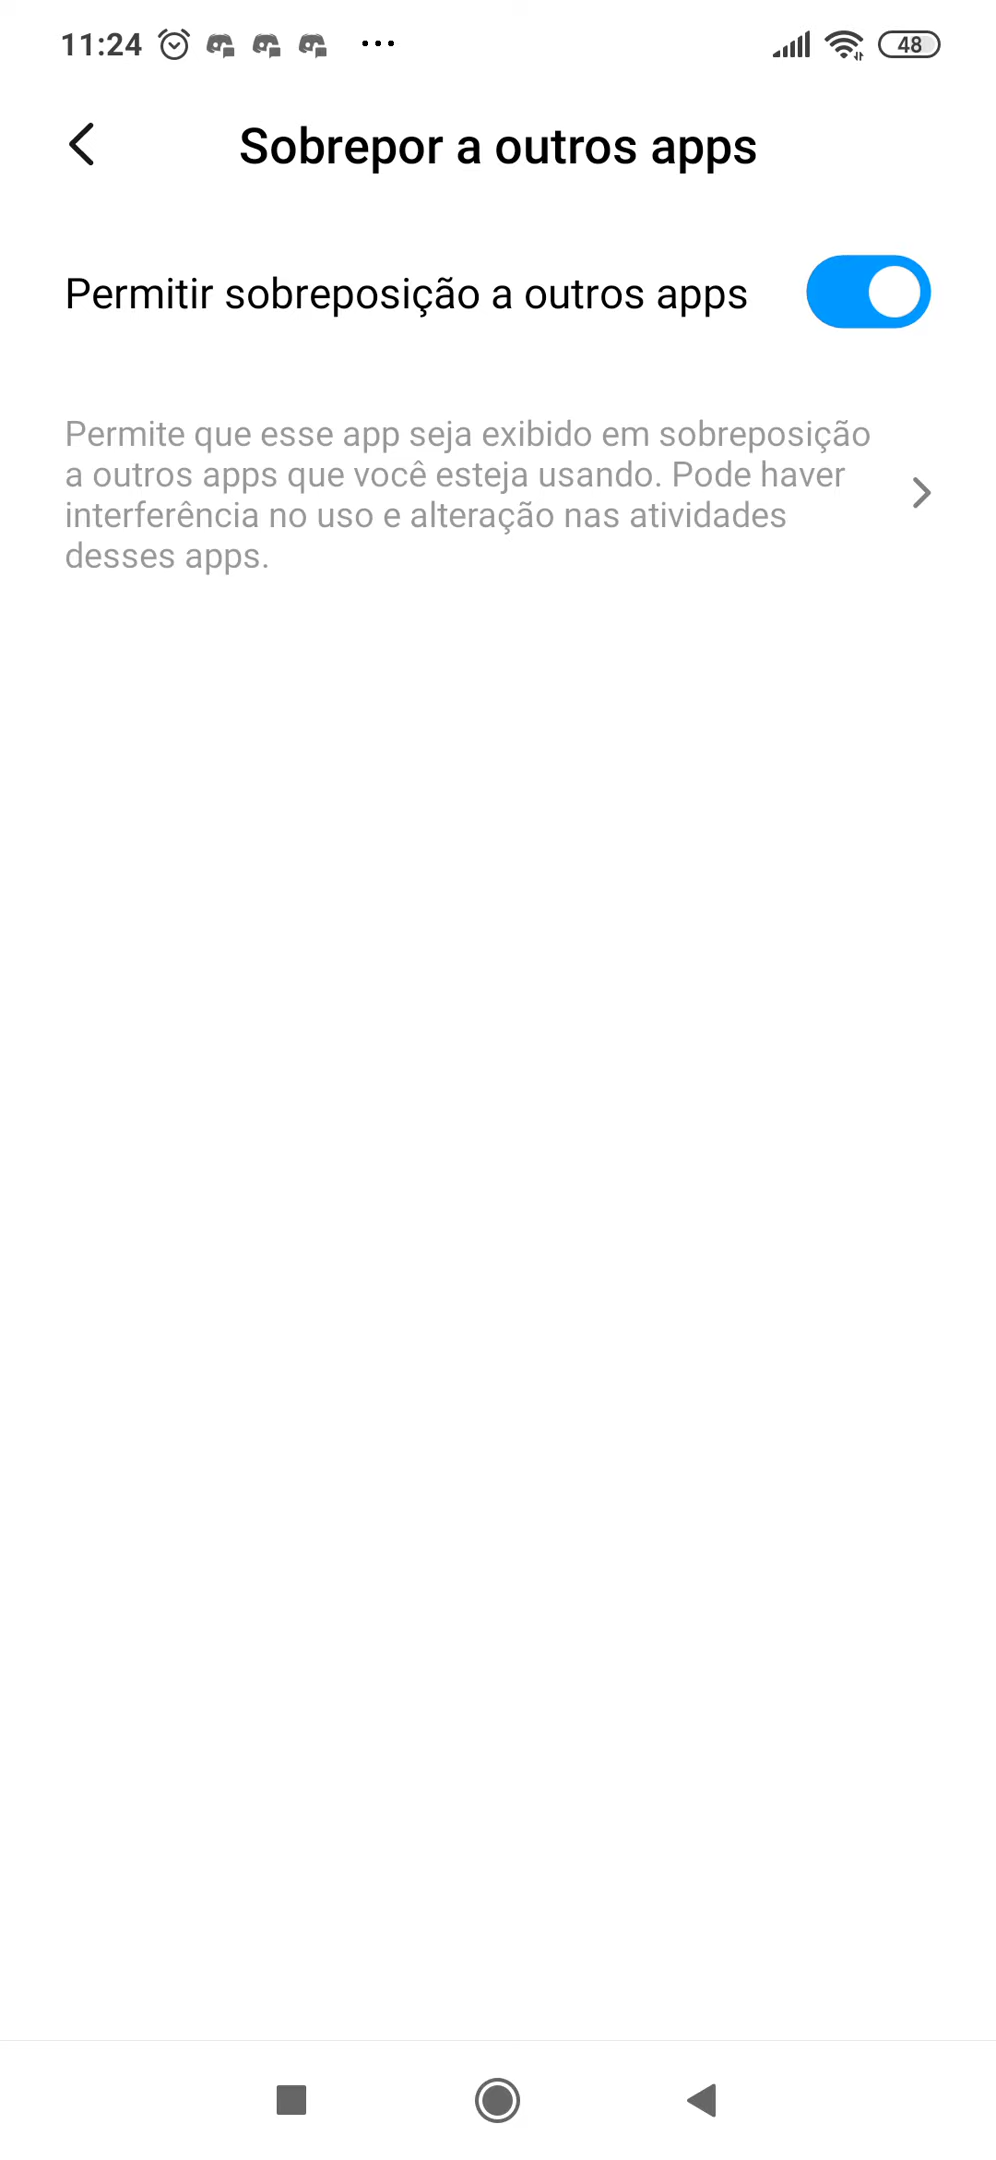 11:24
48
Sobrepor a outros apps
Permitir sobreposição a outros apps
Permite que esse app seja exibido em sobreposição
a outros apps que você esteja usando. Pode haver
interferência no uso e alteração nas atividades
desses apps.